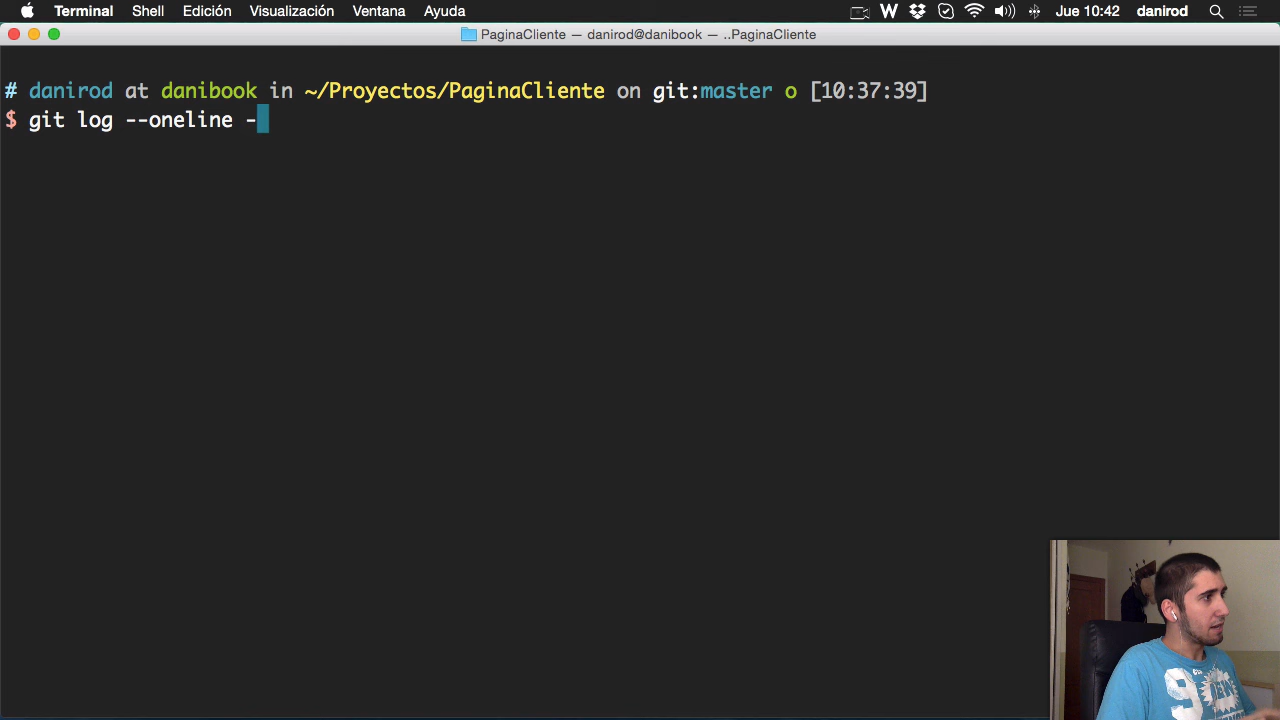 Terminal Shell Edición Visualización Ventana Ayuda W Jue 10:42 danirod
PaginaCliente — danirod@danibook — ..PaginaCliente
# danirod at danibook in ~/Proyectos/PaginaCliente on git:master o [10:37:39]
$ git log --oneline -
9